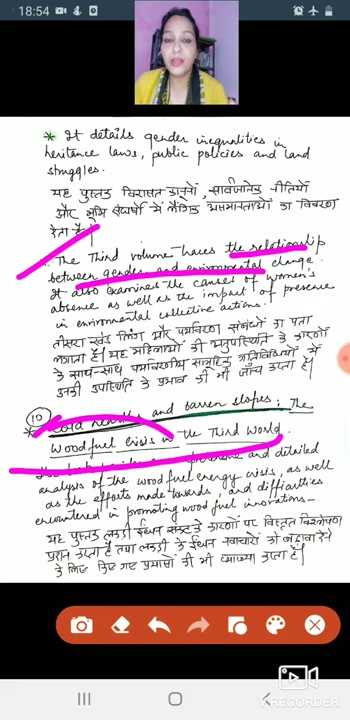 18:54
* It details gender inequalities in
heritance laws, public policies and land
struggles.
यह पुस्तक विरासत कानूनों, सार्वजनिक नीतियों
और भूमि संघर्षों में लैंगिक असमानताओं का विवरण
देता है।
The Third volume traces the relationship
between gender and environmental change.
It also examines the causes of women's
absence as well as the impact of presence
in environmental collective actions.
तीसरा खंड लिंग और पर्यावरण संबंधों का पता
लगाता है। यह महिलाओं की अनुपस्थिति के कारणों
के साथ-साथ पर्यावरणीय सामूहिक गतिविधियों में
उनकी उपस्थिति के प्रभाव की भी जाँच करता है।
10
* Cold hearths and barren slopes: The
Woodfuel Crisis in the Third World.
and detailed
analysis of the wood fuel energy crisis, as well
as the efforts made towards, and difficulties
encountered in promoting wood fuel inovations-
यह पुस्तक लकड़ी ईंधन संकट के कारणों पर विस्तृत विश्लेषण
प्रदान करता है तथा लकड़ी के ईंधन नवाचारों को बढ़ावा देने
के लिए किए गए प्रयासों की भी व्याख्या करता है।
VRECORDER